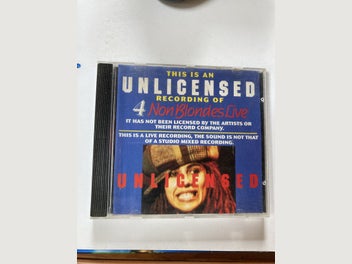 THIS IS AN
UNLICENSED
RECORDING OF
4 Non Blondes Live
IT HAS NOT BEEN LICENSED BY THE ARTISTS OR
THEIR RECORD COMPANY.
THIS IS A LIVE RECORDING, THE SOUND IS NOT THAT
OF A STUDIO MIXED RECORDING.
UNLICENSED